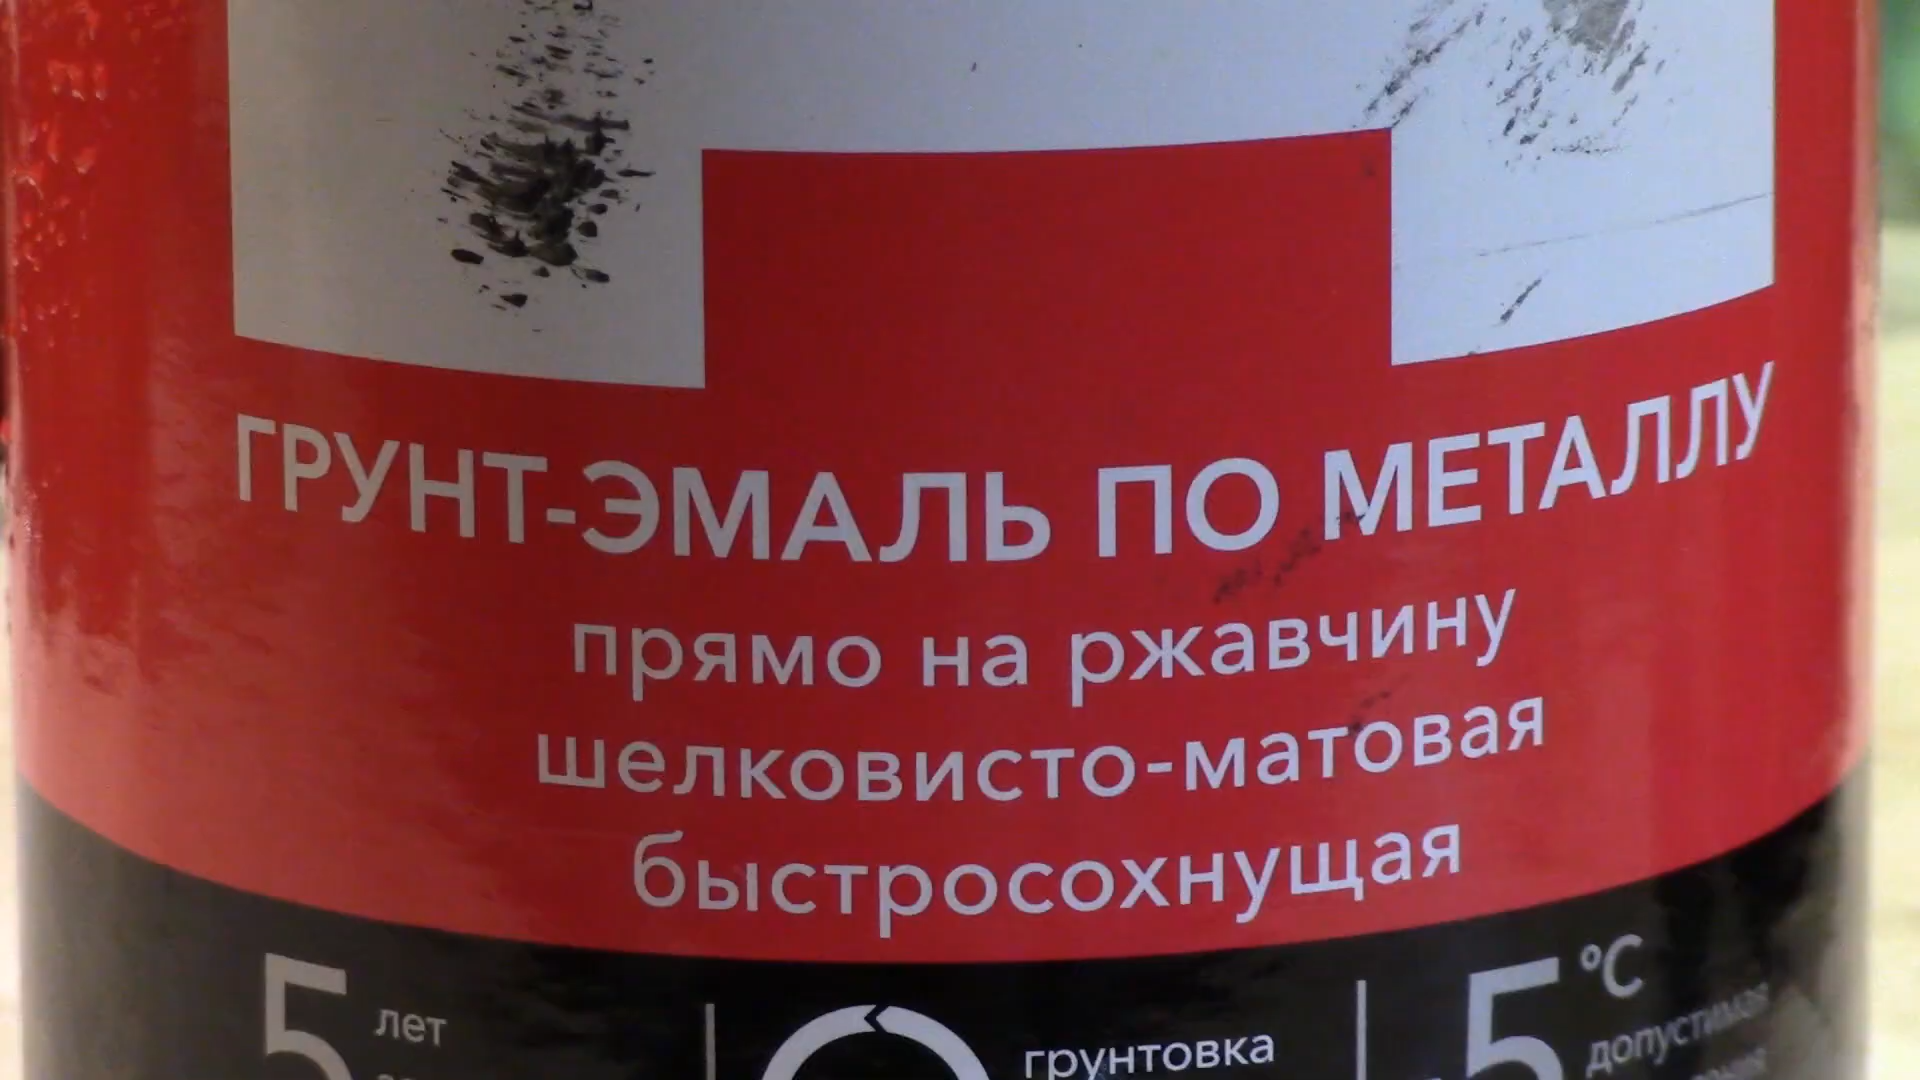 ГРУНТ-ЭМАЛЬ ПО МЕТАЛЛУ
прямо на ржавчину
шелковисто-матовая
быстросохнущая
5 лет
грунтовка
-5 °C
допустимая